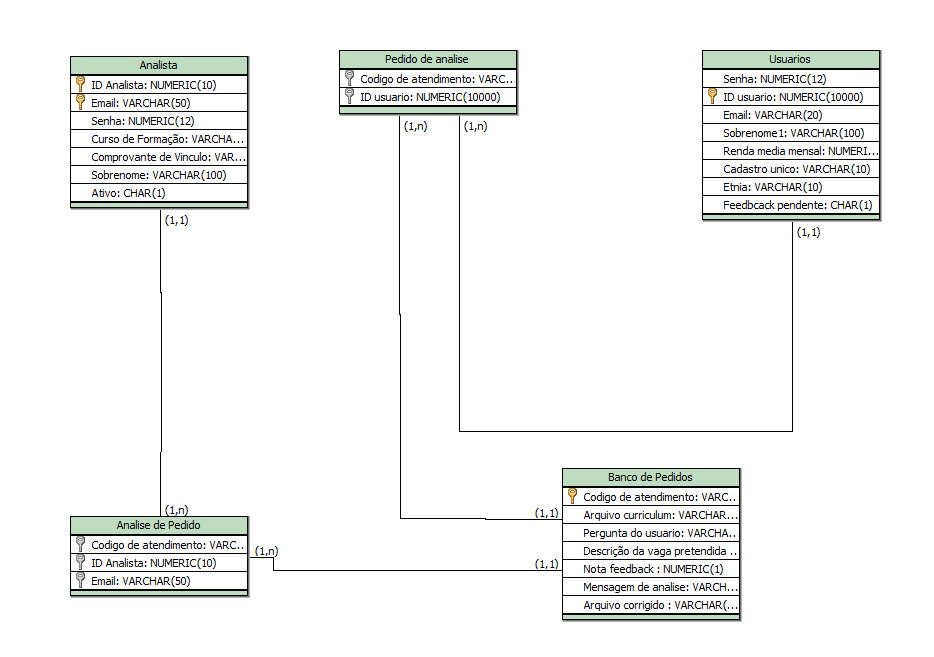 Analista
ID Analista: NUMERIC(10)
Email: VARCHAR(50)
Senha: NUMERIC(12)
Curso de Formação: VARCHA...
Comprovante de Vinculo: VAR...
Sobrenome: VARCHAR(100)
Ativo: CHAR(1)
(1,1)
Pedido de analise
Codigo de atendimento: VARC...
ID usuario: NUMERIC(10000)
(1,n)
(1,n)
Usuarios
Senha: NUMERIC(12)
ID usuario: NUMERIC(10000)
Email: VARCHAR(20)
Sobrenome1: VARCHAR(100)
Renda media mensal: NUMERI...
Cadastro unico: VARCHAR(10)
Etnia: VARCHAR(10)
Feedbcack pendente: CHAR(1)
(1,1)
(1,n)
Analise de Pedido
Codigo de atendimento: VARC...
ID Analista: NUMERIC(10)
Email: VARCHAR(50)
(1,n)
(1,1)
(1,1)
Banco de Pedidos
Codigo de atendimento: VARC...
Arquivo curriculum: VARCHAR...
Pergunta do usuario: VARCHA...
Descrição da vaga pretendida ...
Nota feedback : NUMERIC(1)
Mensagem de analise: VARCH...
Arquivo corrigido : VARCHAR(...